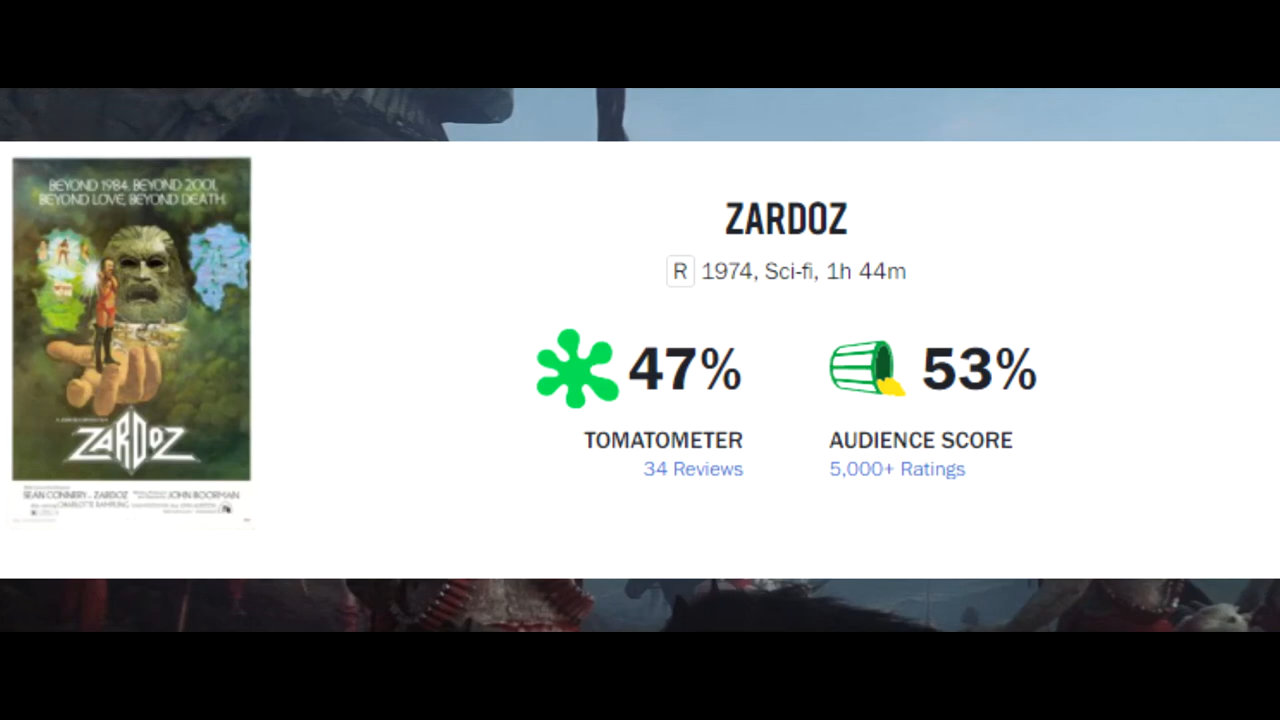 BEYOND 1984, BEYOND 2001,
BEYOND LOVE, BEYOND DEATH.
ZARDOZ
SEAN CONNERY
ZARDOZ
JOHN BOORMAN
CHARLOTTE RAMPLING
ZARDOZ
R 1974, Sci-fi, 1h 44m
47%
53%
TOMATOMETER
AUDIENCE SCORE
34 Reviews
5,000+ Ratings